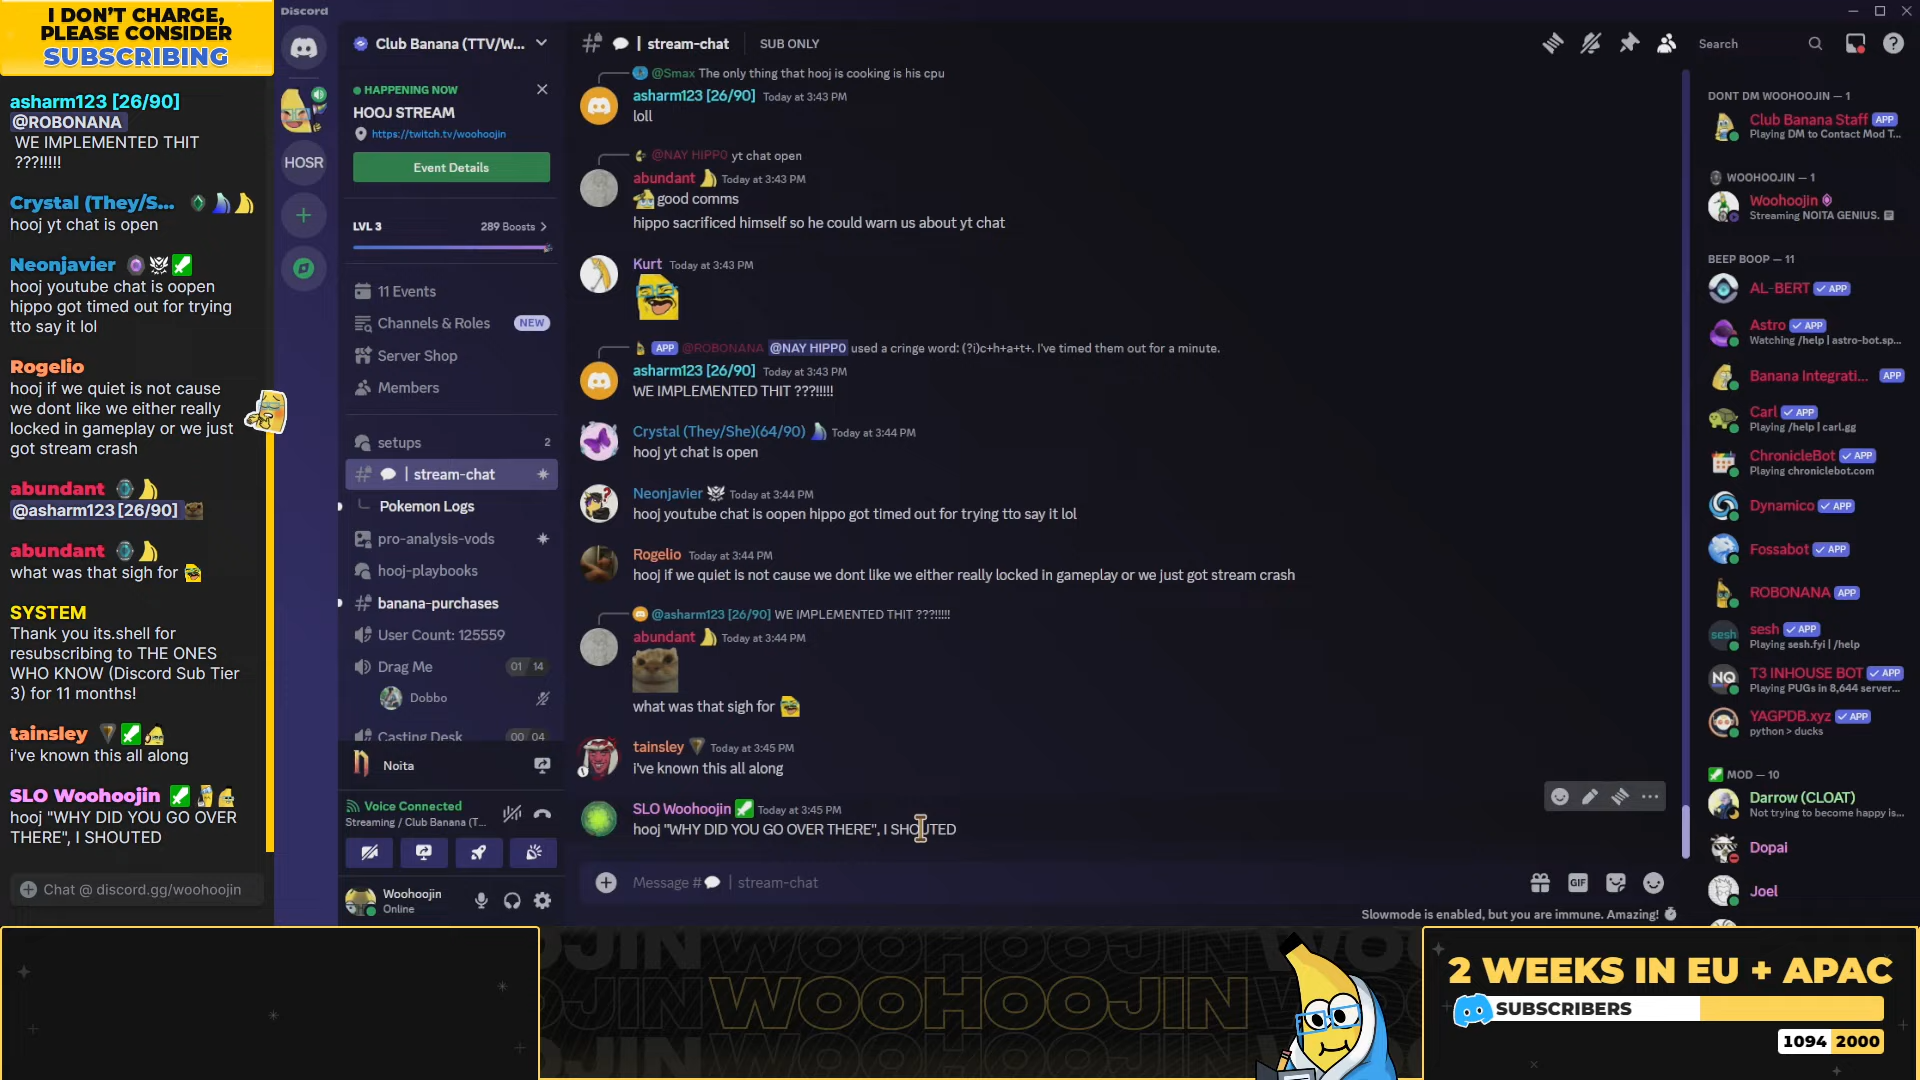 I DON'T CHARGE,
PLEASE CONSIDER
SUBSCRIBING
asharm123 [26/90]
@ROBONANA
WE IMPLEMENTED THIT
???!!!!!
Crystal (They/S...
hooj yt chat is open
Neonjavier
hooj youtube chat is oopen
hippo got timed out for trying
tto say it lol
Rogelio
hooj if we quiet is not cause
we dont like we either really
locked in gameplay or we just
got stream crash
abundant
@asharm123 [26/90]
abundant
what was that sigh for
SYSTEM
Thank you its.shell for
resubscribing to THE ONES
WHO KNOW (Discord Sub Tier
3) for 11 months!
tainsley
i've known this all along
SLO Woohoojin
hooj "WHY DID YOU GO OVER
THERE", I SHOUTED
Chat @ discord.gg/woohoojin
Discord
HOSR
Club Banana (TTV/W...
HAPPENING NOW
HOOJ STREAM
https://twitch.tv/woohoojin
Event Details
LVL 3 289 Boosts
11 Events
Channels & Roles NEW
Server Shop
Members
setups 2
| stream-chat
Pokemon Logs
pro-analysis-vods
hooj-playbooks
banana-purchases
User Count: 125559
Drag Me 01 14
Dobbo
Casting Desk 00 04
Noita
Voice Connected
Streaming / Club Banana (T...
Woohoojin
Online
| stream-chat SUB ONLY
Search
@Smax The only thing that hooj is cooking is his cpu
asharm123 [26/90] Today at 3:43 PM
loll
@NAY HIPP0 yt chat open
abundant Today at 3:43 PM
good comms
hippo sacrificed himself so he could warn us about yt chat
Kurt Today at 3:43 PM
APP @ROBONANA @NAY HIPP0 used a cringe word: (?i)c+h+a+t+. I've timed them out for a minute.
asharm123 [26/90] Today at 3:43 PM
WE IMPLEMENTED THIT ???!!!!!
Crystal (They/She)(64/90) Today at 3:44 PM
hooj yt chat is open
Neonjavier Today at 3:44 PM
hooj youtube chat is oopen hippo got timed out for trying tto say it lol
Rogelio Today at 3:44 PM
hooj if we quiet is not cause we dont like we either really locked in gameplay or we just got stream crash
@asharm123 [26/90] WE IMPLEMENTED THIT ???!!!!!
abundant Today at 3:44 PM
what was that sigh for
tainsley Today at 3:45 PM
i've known this all along
SLO Woohoojin Today at 3:45 PM
hooj "WHY DID YOU GO OVER THERE", I SHOUTED
Message # | stream-chat
GIF
Slowmode is enabled, but you are immune. Amazing!
DONT DM WOOHOOJIN — 1
Club Banana Staff APP
Playing DM to Contact Mod T...
WOOHOOJIN — 1
Woohoojin
Streaming NOITA GENIUS.
BEEP BOOP — 11
AL-BERT APP
Astro APP
Watching /help | astro-bot.sp...
Banana Integrati... APP
Carl APP
Playing /help | carl.gg
ChronicleBot APP
Playing chroniclebot.com
Dynamico APP
Fossabot APP
ROBONANA APP
sesh
sesh APP
Playing sesh.fyi | /help
NQ
T3 INHOUSE BOT APP
Playing PUGs in 8,644 server...
YAGPDB.xyz APP
python > ducks
MOD — 10
Darrow (CLOAT)
Not trying to become happy is...
Dopai
Joel
WOOHOOJIN
2 WEEKS IN EU + APAC
SUBSCRIBERS
1094 2000